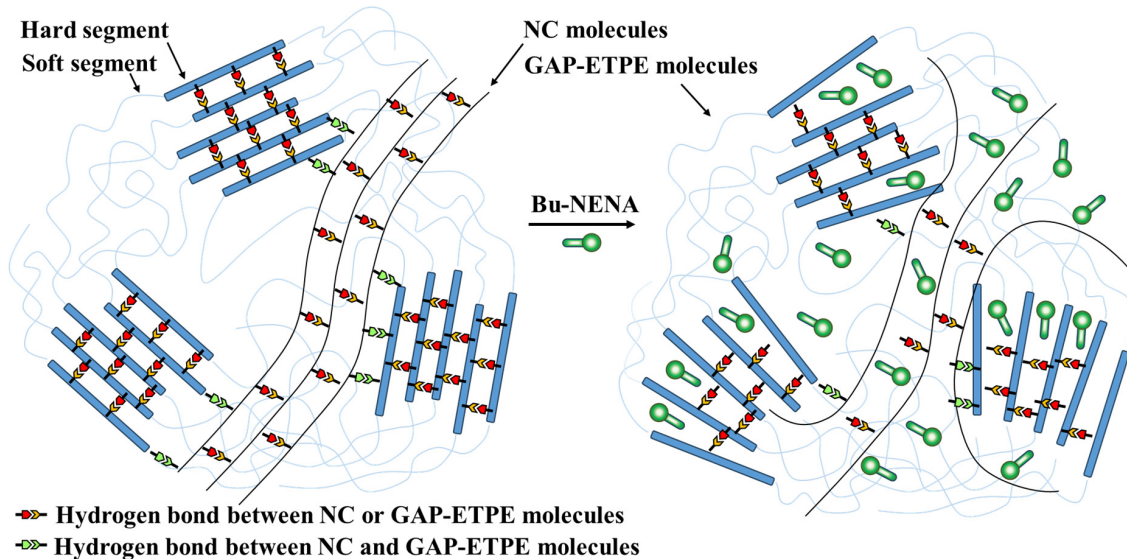 Hard segment
Soft segment
NC molecules
GAP-ETPE molecules
Bu-NENA
Hydrogen bond between NC or GAP-ETPE molecules
Hydrogen bond between NC and GAP-ETPE molecules